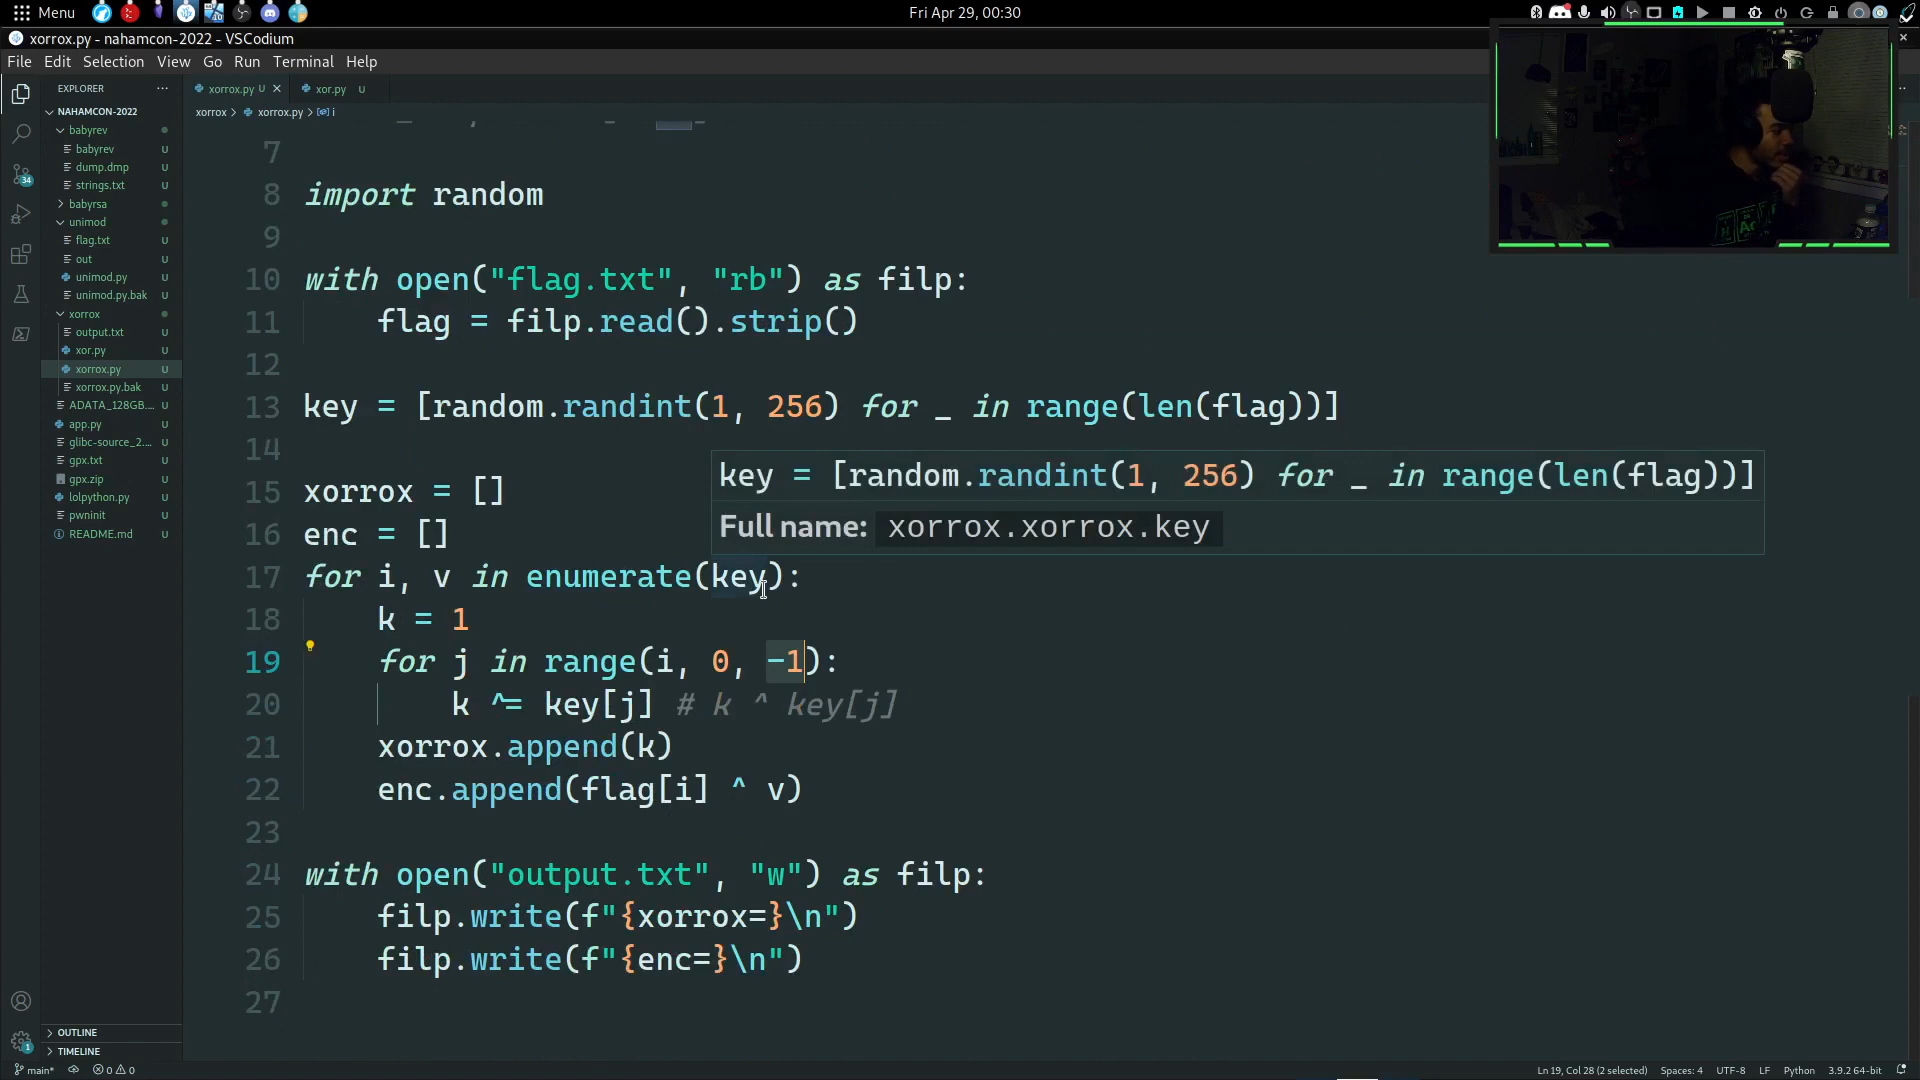 Menu
Fri Apr 29, 00:30
xorrox.py - nahamcon-2022 - VSCodium
File Edit Selection View Go Run Terminal Help
EXPLORER
NAHAMCON-2022
babyrev
babyrev U
dump.dmp U
strings.txt U
babyrsa
unimod
flag.txt U
out U
unimod.py U
unimod.py.bak U
xorrox
output.txt U
xor.py U
xorrox.py U
xorrox.py.bak U
ADATA_128GB... U
app.py U
glibc-source_2... U
gpx.txt U
gpx.zip U
lolpython.py U
pwninit U
README.md U
OUTLINE
TIMELINE
34
1
xorrox.py U
xor.py U
xorrox > xorrox.py > i
7
8 import random
9
10 with open("flag.txt", "rb") as filp:
11 flag = filp.read().strip()
12
13 key = [random.randint(1, 256) for _ in range(len(flag))]
14
key = [random.randint(1, 256) for _ in range(len(flag))]
Full name: xorrox.xorrox.key
15 xorrox = []
16 enc = []
17 for i, v in enumerate(key):
18 k = 1
19 for j in range(i, 0, -1):
20 k ^= key[j] # k ^ key[j]
21 xorrox.append(k)
22 enc.append(flag[i] ^ v)
23
24 with open("output.txt", "w") as filp:
25 filp.write(f"{xorrox=}\n")
26 filp.write(f"{enc=}\n")
27
main* 0 0
Ln 19, Col 28 (2 selected) Spaces: 4 UTF-8 LF Python 3.9.2 64-bit